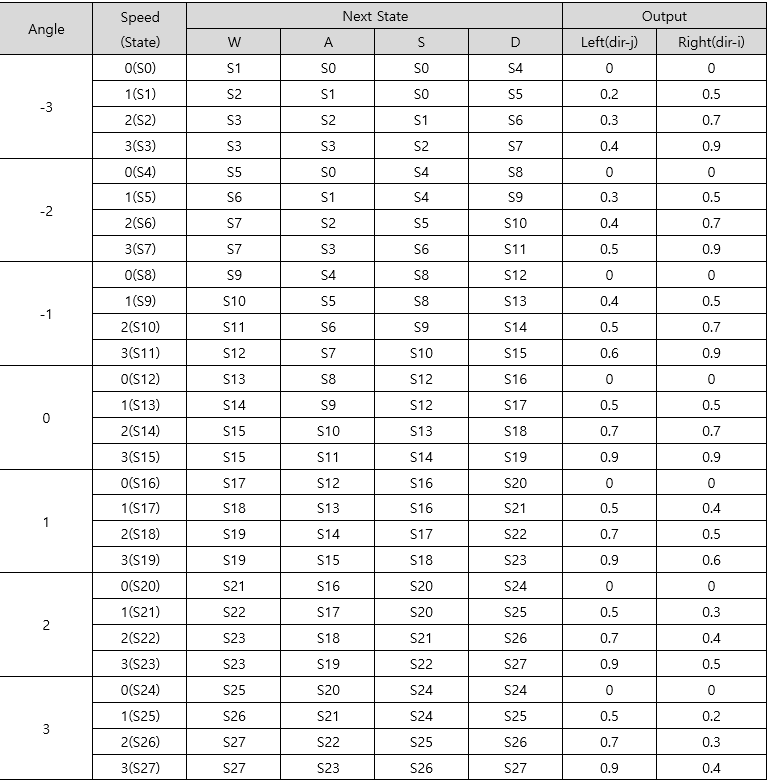 Angle Speed (State) Next State Output
W A S D Left(dir-j) Right(dir-i)
-3 0(S0) S1 S0 S0 S4 0 0
1(S1) S2 S1 S0 S5 0.2 0.5
2(S2) S3 S2 S1 S6 0.3 0.7
3(S3) S3 S3 S2 S7 0.4 0.9
-2 0(S4) S5 S0 S4 S8 0 0
1(S5) S6 S1 S4 S9 0.3 0.5
2(S6) S7 S2 S5 S10 0.4 0.7
3(S7) S7 S3 S6 S11 0.5 0.9
-1 0(S8) S9 S4 S8 S12 0 0
1(S9) S10 S5 S8 S13 0.4 0.5
2(S10) S11 S6 S9 S14 0.5 0.7
3(S11) S12 S7 S10 S15 0.6 0.9
0 0(S12) S13 S8 S12 S16 0 0
1(S13) S14 S9 S12 S17 0.5 0.5
2(S14) S15 S10 S13 S18 0.7 0.7
3(S15) S15 S11 S14 S19 0.9 0.9
1 0(S16) S17 S12 S16 S20 0 0
1(S17) S18 S13 S16 S21 0.5 0.4
2(S18) S19 S14 S17 S22 0.7 0.5
3(S19) S19 S15 S18 S23 0.9 0.6
2 0(S20) S21 S16 S20 S24 0 0
1(S21) S22 S17 S20 S25 0.5 0.3
2(S22) S23 S18 S21 S26 0.7 0.4
3(S23) S23 S19 S22 S27 0.9 0.5
3 0(S24) S25 S20 S24 S24 0 0
1(S25) S26 S21 S24 S25 0.5 0.2
2(S26) S27 S22 S25 S26 0.7 0.3
3(S27) S27 S23 S26 S27 0.9 0.4